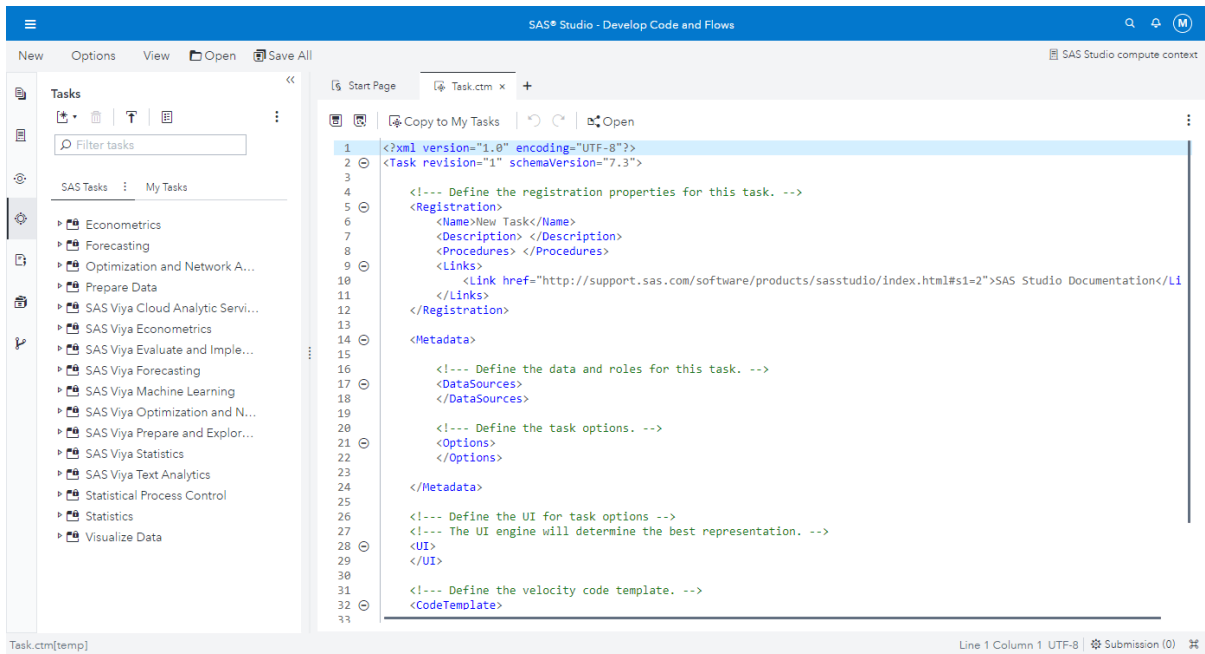 SAS® Studio - Develop Code and Flows
M
New Options View Open Save All
SAS Studio compute context
Tasks
Filter tasks
SAS Tasks My Tasks
Econometrics
Forecasting
Optimization and Network A...
Prepare Data
SAS Viya Cloud Analytic Servi...
SAS Viya Econometrics
SAS Viya Evaluate and Imple...
SAS Viya Forecasting
SAS Viya Machine Learning
SAS Viya Optimization and N...
SAS Viya Prepare and Explor...
SAS Viya Statistics
SAS Viya Text Analytics
Statistical Process Control
Statistics
Visualize Data
Start Page Task.ctm × +
Copy to My Tasks Open
1 <?xml version="1.0" encoding="UTF-8"?>
2 <Task revision="1" schemaVersion="7.3">
3
4 <!--- Define the registration properties for this task. -->
5 <Registration>
6 <Name>New Task</Name>
7 <Description> </Description>
8 <Procedures> </Procedures>
9 <Links>
10 <Link href="http://support.sas.com/software/products/sasstudio/index.html#s1=2">SAS Studio Documentation</Li
11 </Links>
12 </Registration>
13
14 <Metadata>
15
16 <!--- Define the data and roles for this task. -->
17 <DataSources>
18 </DataSources>
19
20 <!--- Define the task options. -->
21 <Options>
22 </Options>
23
24 </Metadata>
25
26 <!--- Define the UI for task options -->
27 <!--- The UI engine will determine the best representation. -->
28 <UI>
29 </UI>
30
31 <!--- Define the velocity code template. -->
32 <CodeTemplate>
33
Task.ctm[temp]
Line 1 Column 1 UTF-8 Submission (0)